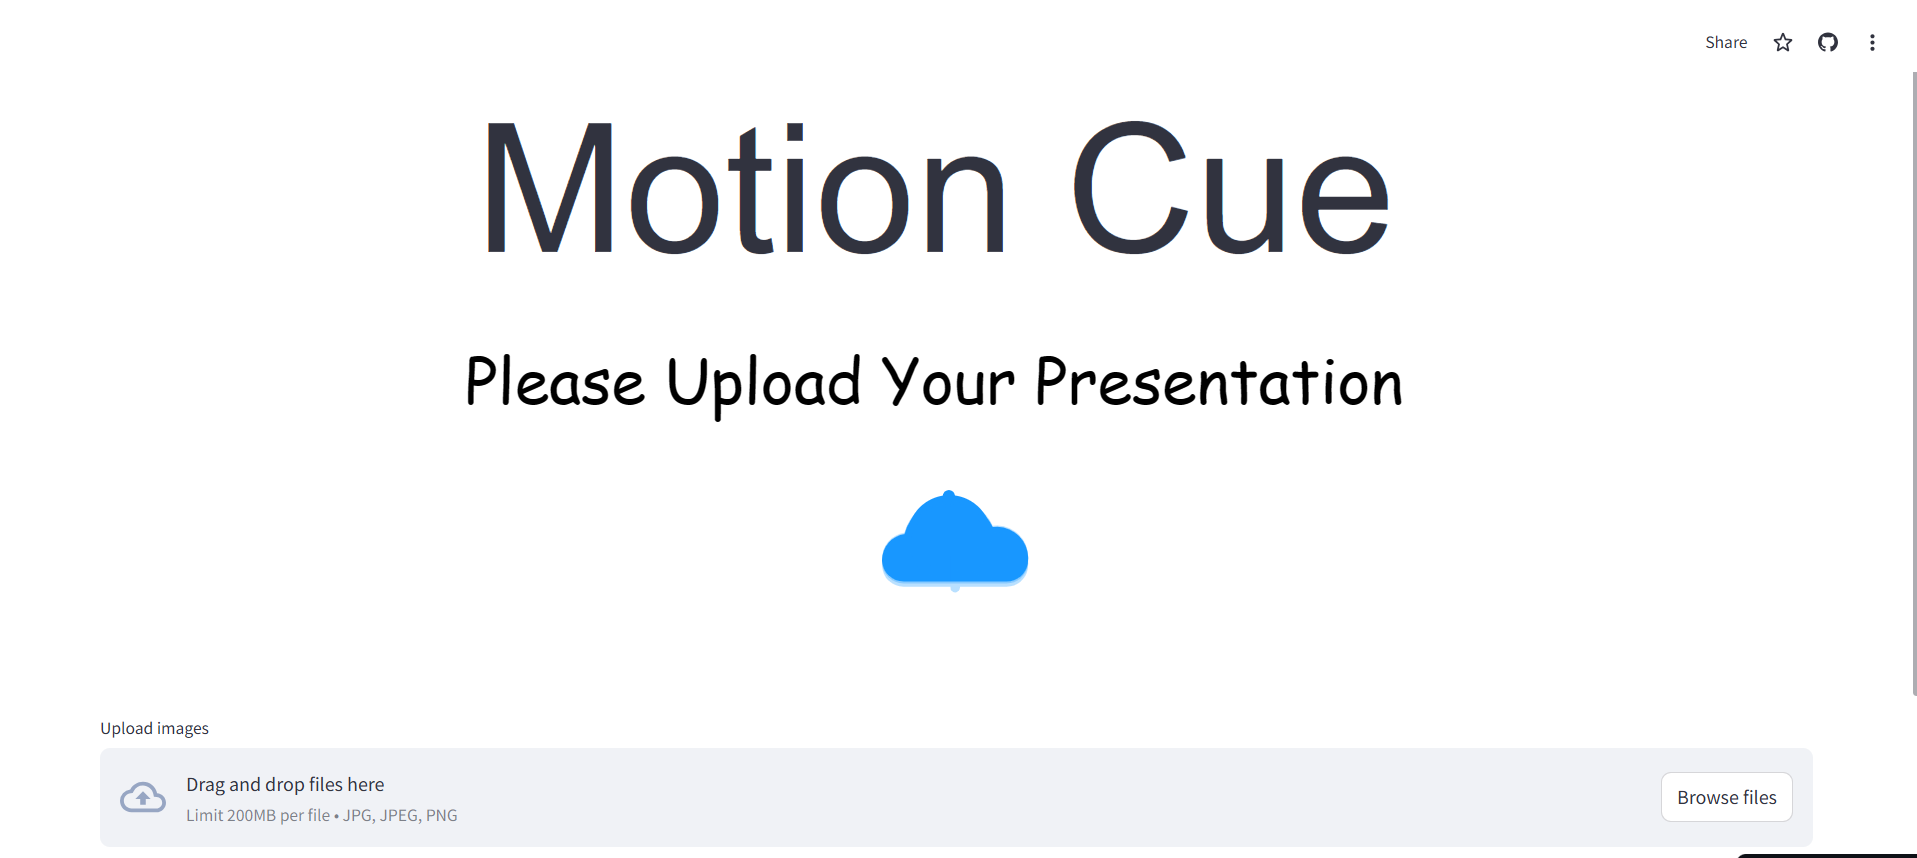 Share
Motion Cue
Please Upload Your Presentation
Upload images
Drag and drop files here
Limit 200MB per file • JPG, JPEG, PNG
Browse files